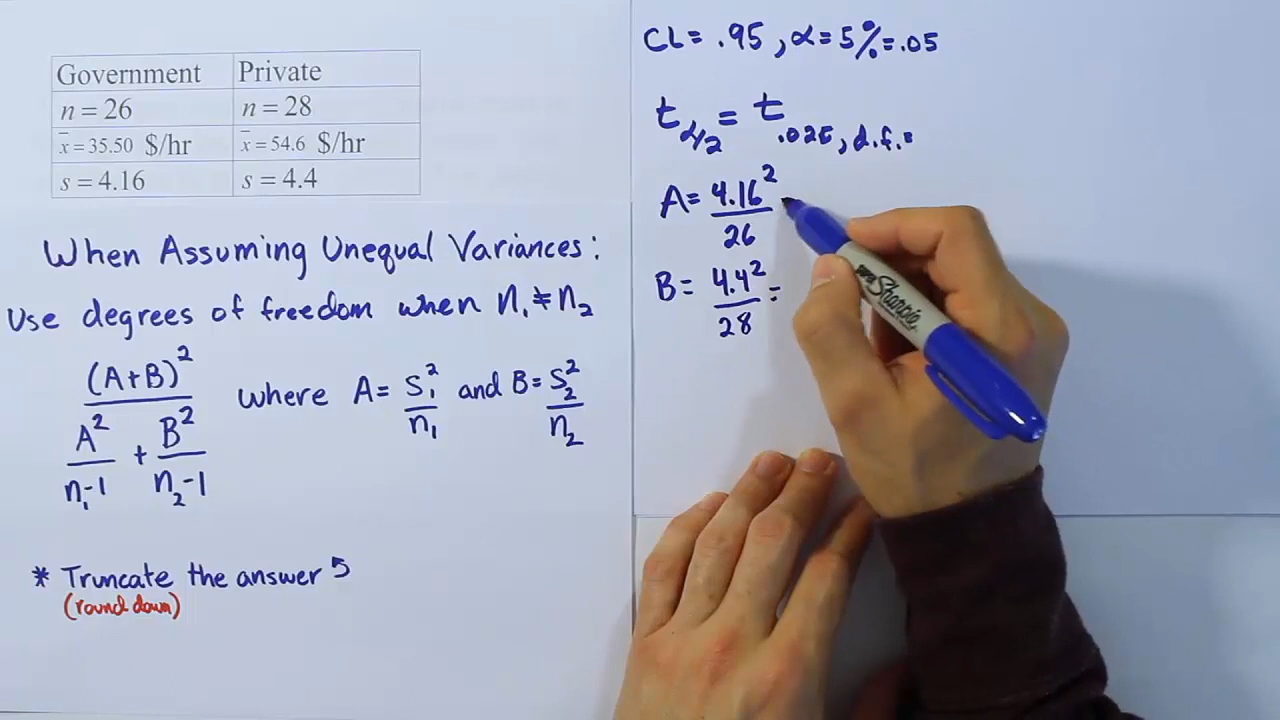 Government Private
n = 26 n = 28
x̄ = 35.50 $/hr x̄ = 54.6 $/hr
s = 4.16 s = 4.4
When Assuming Unequal Variances:
Use degrees of freedom when n₁ ≠ n₂
(A+B)² / (A²/(n₁-1) + B²/(n₂-1)) where A = s₁²/n₁ and B = s₂²/n₂
* Truncate the answer
(round down)
CL = .95 , α = 5% = .05
t α/2 = t .025 , d.f. =
A = 4.16²/26
B = 4.4²/28 =
Sharpie